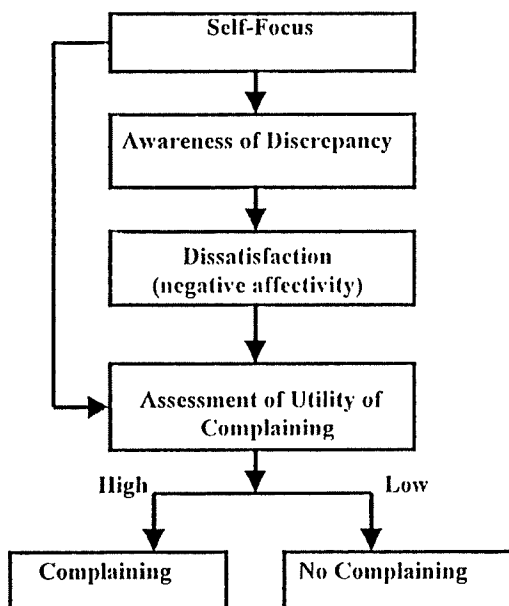 Self-Focus
Awareness of Discrepancy
Dissatisfaction
(negative affectivity)
Assessment of Utility of
Complaining
High
Low
Complaining
No Complaining